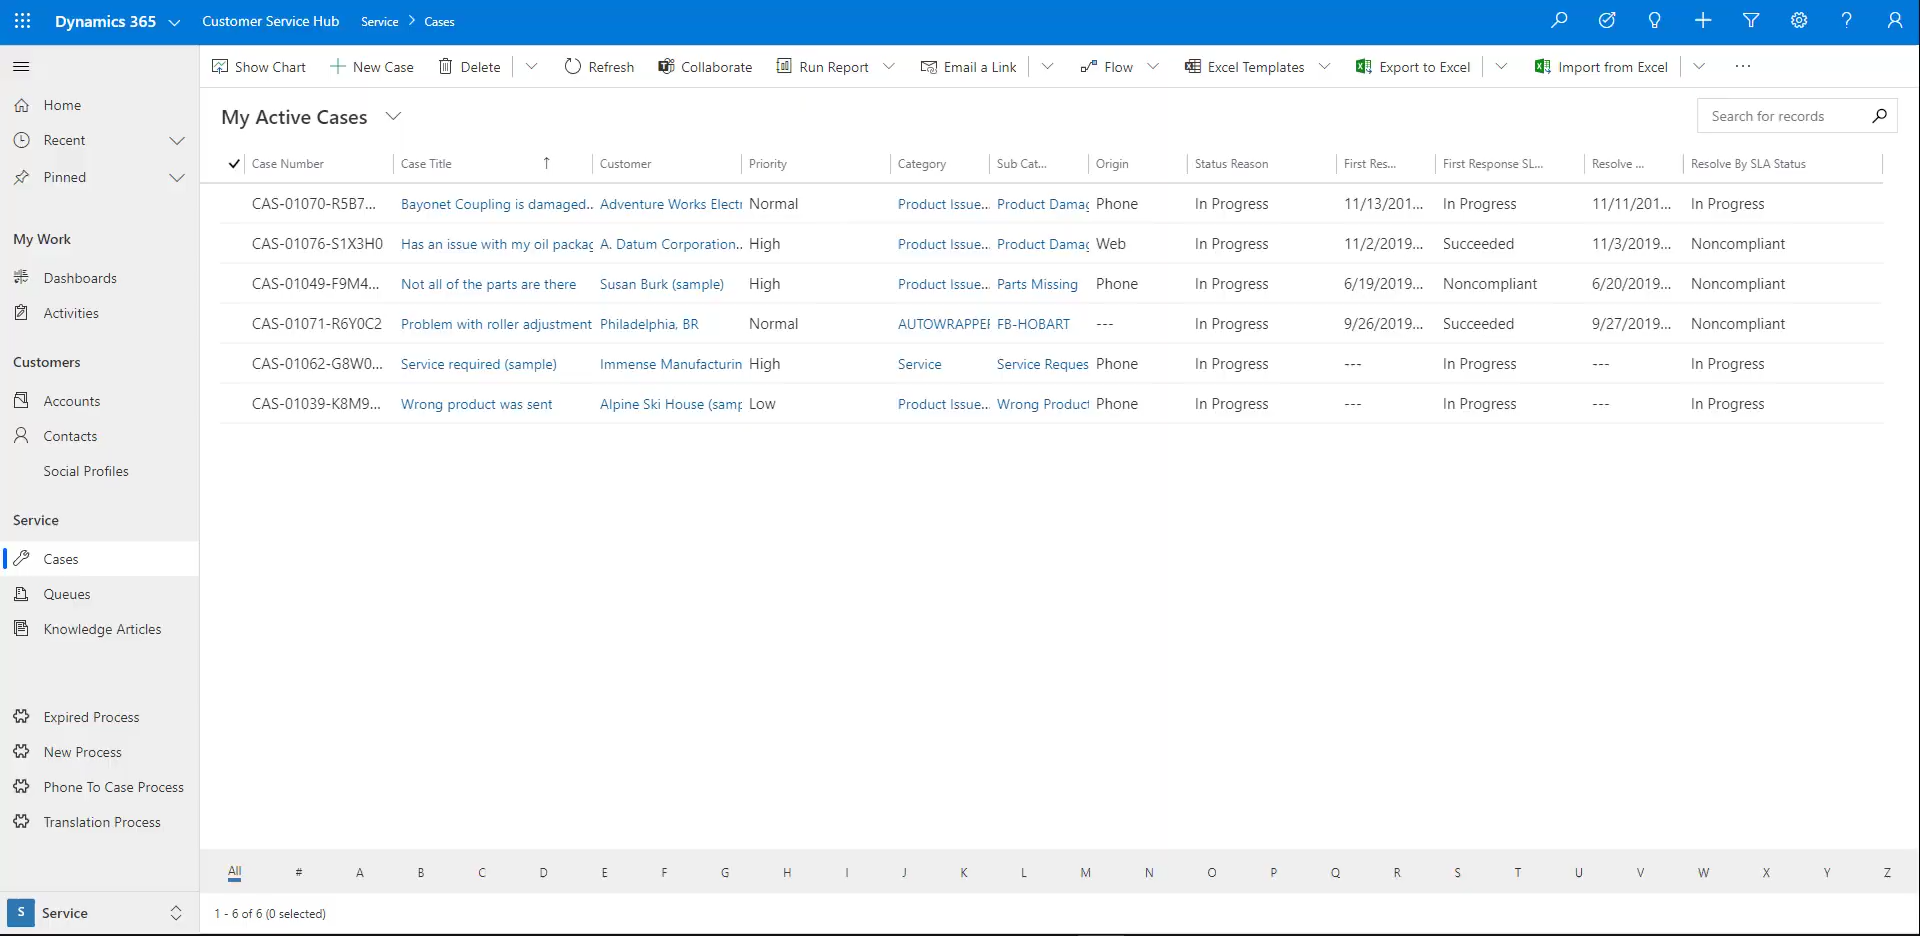 Dynamics 365 Customer Service Hub Service > Cases
Show Chart New Case Delete Refresh Collaborate Run Report Email a Link Flow Excel Templates Export to Excel Import from Excel ...
Home
Recent
Pinned
My Work
Dashboards
Activities
Customers
Accounts
Contacts
Social Profiles
Service
Cases
Queues
Knowledge Articles
Expired Process
New Process
Phone To Case Process
Translation Process
S Service
My Active Cases
Search for records
Case Number Case Title Customer Priority Category Sub Cat... Origin Status Reason First Res... First Response SL... Resolve ... Resolve By SLA Status
CAS-01070-R5B7... Bayonet Coupling is damaged.. Adventure Works Electr Normal Product Issue... Product Damag Phone In Progress 11/13/201... In Progress 11/11/201... In Progress
CAS-01076-S1X3H0 Has an issue with my oil packag A. Datum Corporation.. High Product Issue... Product Damag Web In Progress 11/2/2019... Succeeded 11/3/2019... Noncompliant
CAS-01049-F9M4... Not all of the parts are there Susan Burk (sample) High Product Issue... Parts Missing Phone In Progress 6/19/2019... Noncompliant 6/20/2019... Noncompliant
CAS-01071-R6Y0C2 Problem with roller adjustment Philadelphia, BR Normal AUTOWRAPPER FB-HOBART --- In Progress 9/26/2019... Succeeded 9/27/2019... Noncompliant
CAS-01062-G8W0... Service required (sample) Immense Manufacturin High Service Service Reques Phone In Progress --- In Progress --- In Progress
CAS-01039-K8M9... Wrong product was sent Alpine Ski House (samp Low Product Issue... Wrong Product Phone In Progress --- In Progress --- In Progress
All # A B C D E F G H I J K L M N O P Q R S T U V W X Y Z
1 - 6 of 6 (0 selected)